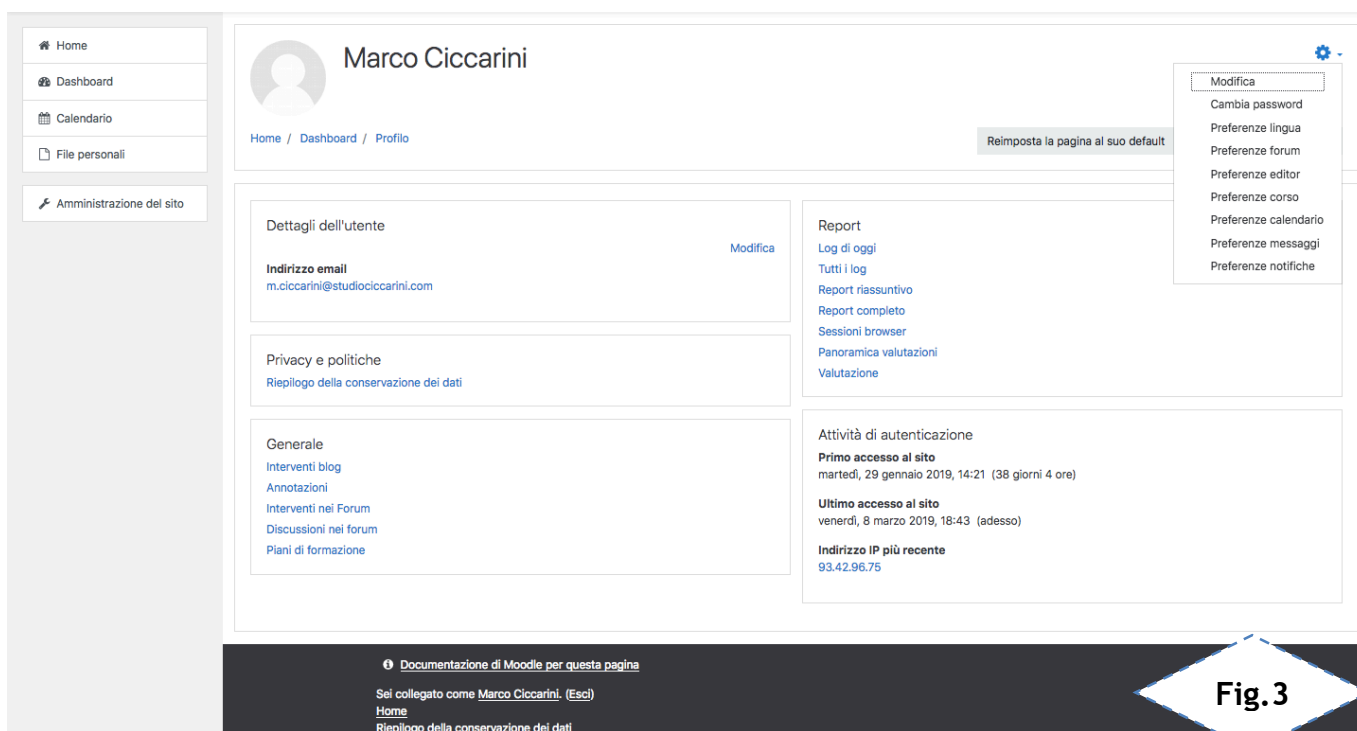 Home
Dashboard
Calendario
File personali
Amministrazione del sito
Marco Ciccarini
Home / Dashboard / Profilo
Reimposta la pagina al suo default
Modifica
Cambia password
Preferenze lingua
Preferenze forum
Preferenze editor
Preferenze corso
Preferenze calendario
Preferenze messaggi
Preferenze notifiche
Dettagli dell'utente
Modifica
Indirizzo email
m.ciccarini@studiociccarini.com
Privacy e politiche
Riepilogo della conservazione dei dati
Generale
Interventi blog
Annotazioni
Interventi nei Forum
Discussioni nei forum
Piani di formazione
Report
Log di oggi
Tutti i log
Report riassuntivo
Report completo
Sessioni browser
Panoramica valutazioni
Valutazione
Attività di autenticazione
Primo accesso al sito
martedì, 29 gennaio 2019, 14:21 (38 giorni 4 ore)
Ultimo accesso al sito
venerdì, 8 marzo 2019, 18:43 (adesso)
Indirizzo IP più recente
93.42.96.75
Documentazione di Moodle per questa pagina
Sei collegato come Marco Ciccarini. (Esci)
Home
Riepilogo della conservazione dei dati
Fig.3